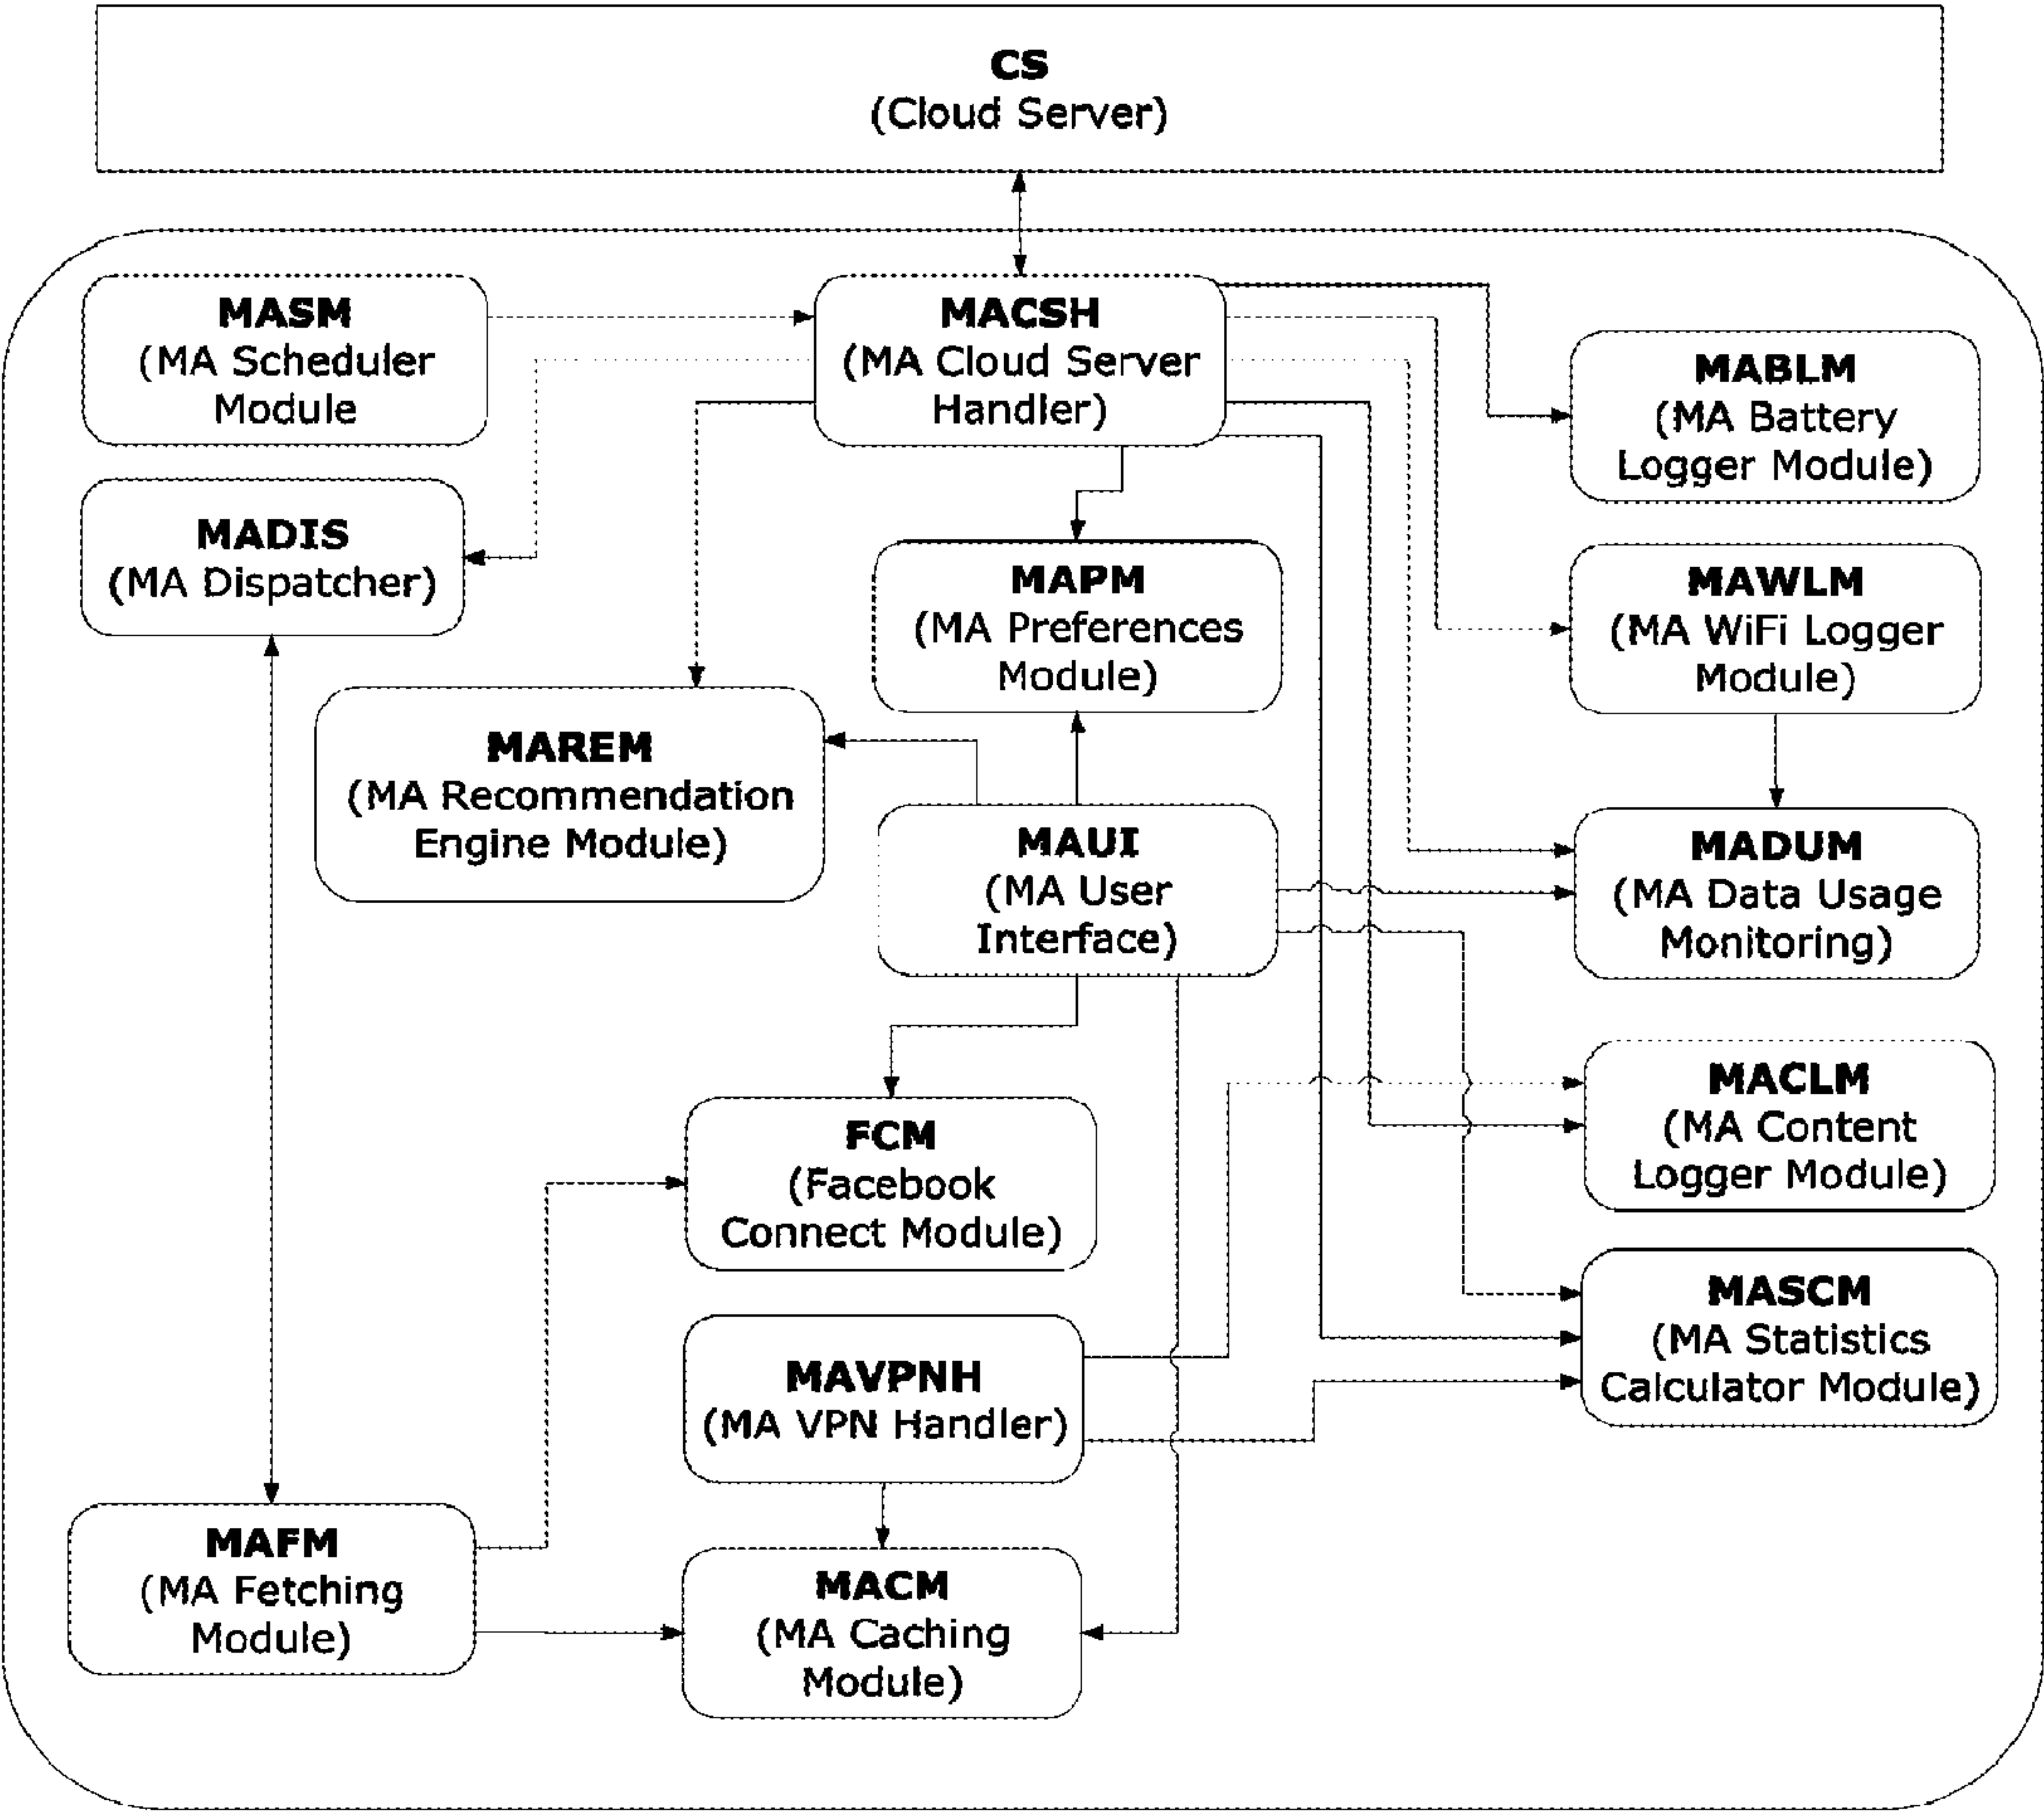 CS
(Cloud Server)
MASM
(MA Scheduler
Module
MACSH
(MA Cloud Server
Handler)
MABLM
(MA Battery
Logger Module)
MADIS
(MA Dispatcher)
MAPM
(MA Preferences
Module)
MAWLM
(MA WiFi Logger
Module)
MAREM
(MA Recommendation
Engine Module)
MAUI
(MA User
Interface)
MADUM
(MA Data Usage
Monitoring)
FCM
(Facebook
Connect Module)
MACLM
(MA Content
Logger Module)
MAVPNH
(MA VPN Handler)
MASCM
(MA Statistics
Calculator Module)
MAFM
(MA Fetching
Module)
MACM
(MA Caching
Module)